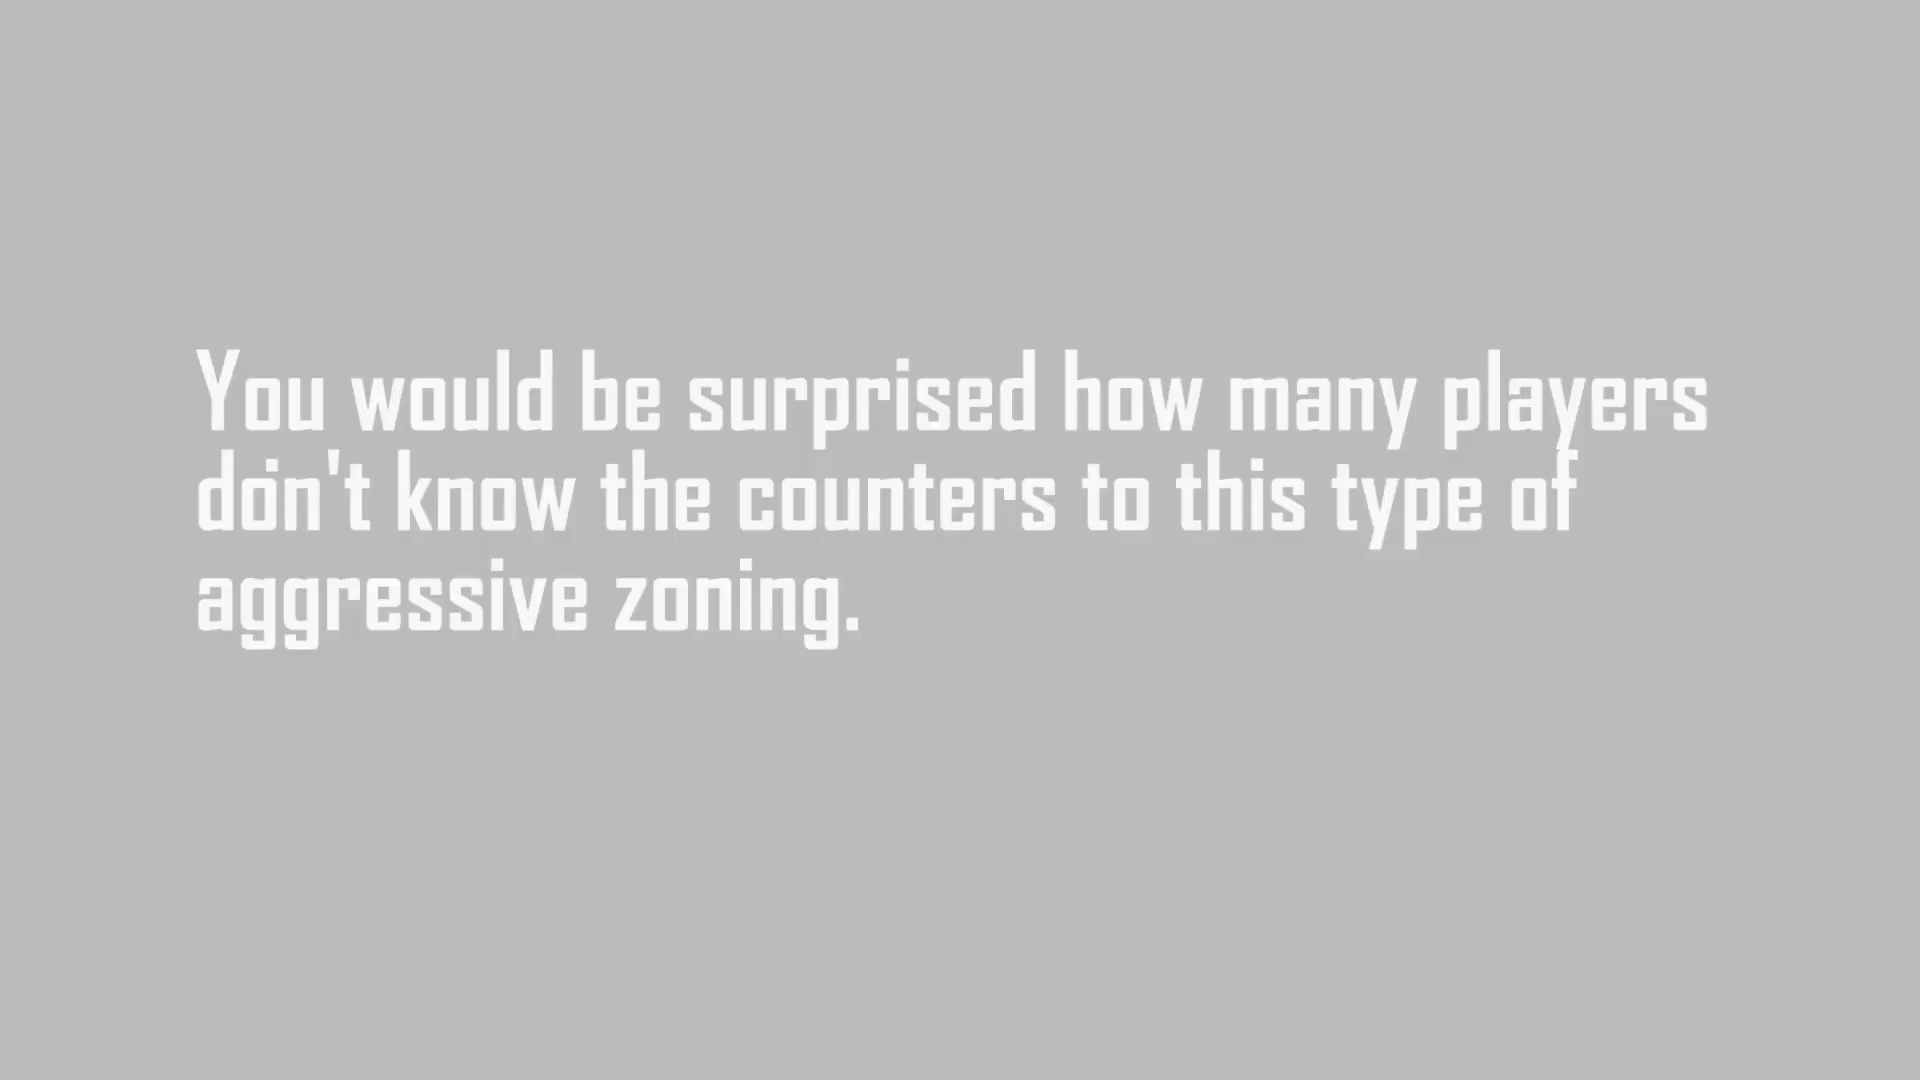 You would be surprised how many players
don't know the counters to this type of
aggressive zoning.